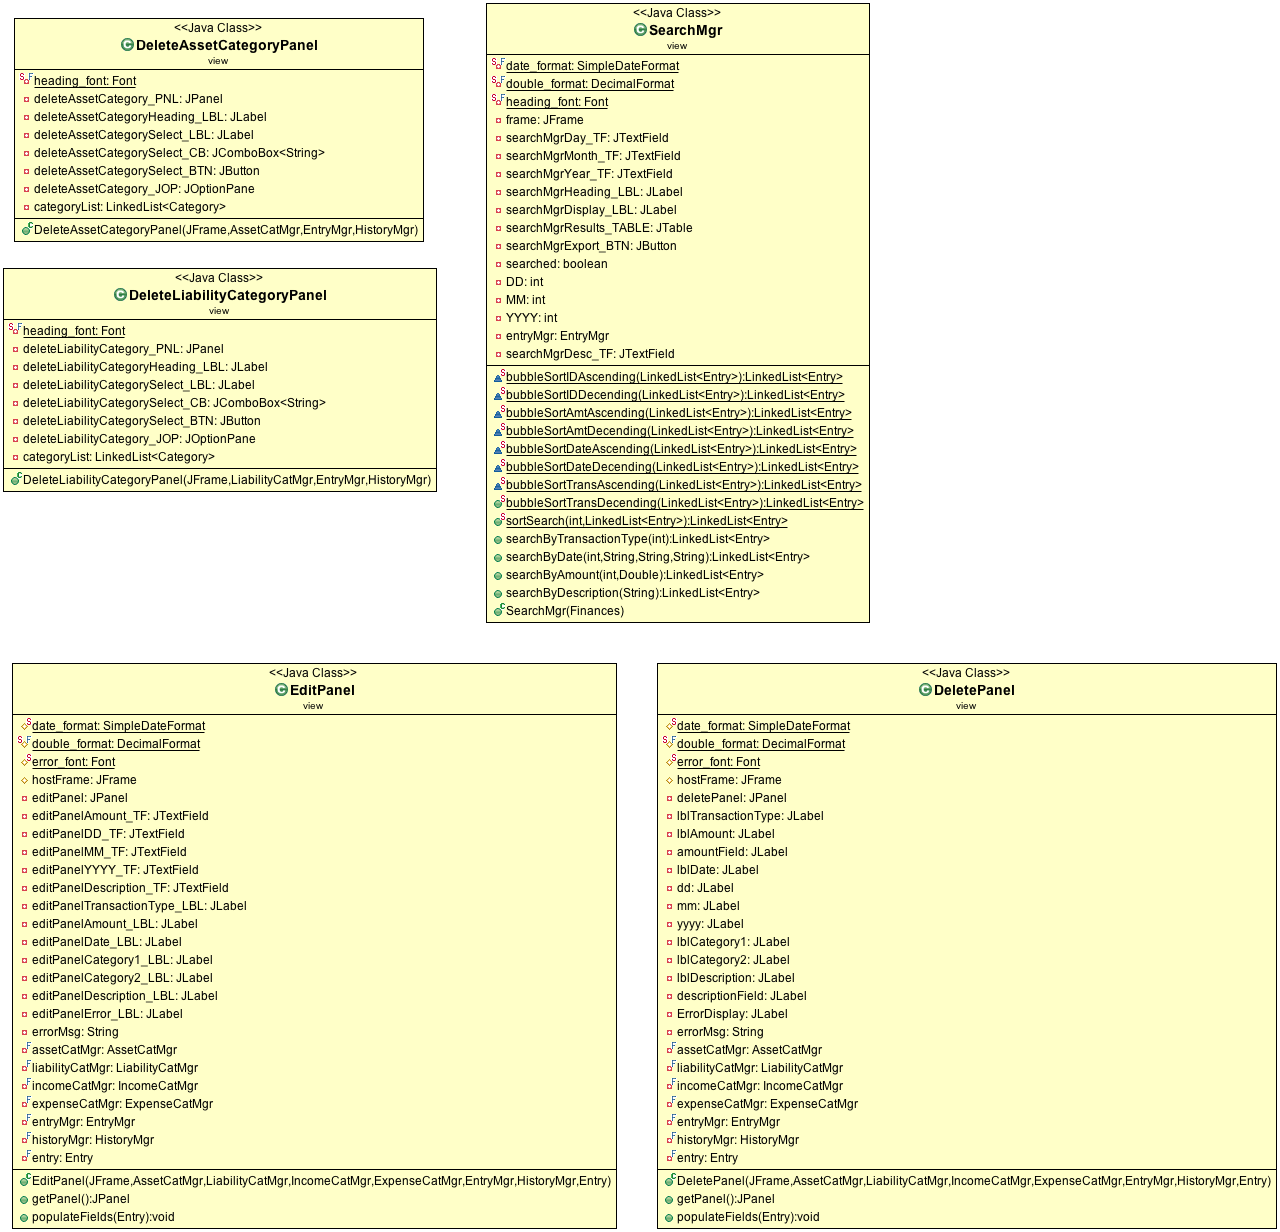 <<Java Class>>
DeleteAssetCategoryPanel
view
heading_font: Font
deleteAssetCategory_PNL: JPanel
deleteAssetCategoryHeading_LBL: JLabel
deleteAssetCategorySelect_LBL: JLabel
deleteAssetCategorySelect_CB: JComboBox<String>
deleteAssetCategorySelect_BTN: JButton
deleteAssetCategory_JOP: JOptionPane
categoryList: LinkedList<Category>
DeleteAssetCategoryPanel(JFrame,AssetCatMgr,EntryMgr,HistoryMgr)
<<Java Class>>
DeleteLiabilityCategoryPanel
view
heading_font: Font
deleteLiabilityCategory_PNL: JPanel
deleteLiabilityCategoryHeading_LBL: JLabel
deleteLiabilityCategorySelect_LBL: JLabel
deleteLiabilityCategorySelect_CB: JComboBox<String>
deleteLiabilityCategorySelect_BTN: JButton
deleteLiabilityCategory_JOP: JOptionPane
categoryList: LinkedList<Category>
DeleteLiabilityCategoryPanel(JFrame,LiabilityCatMgr,EntryMgr,HistoryMgr)
<<Java Class>>
SearchMgr
view
date_format: SimpleDateFormat
double_format: DecimalFormat
heading_font: Font
frame: JFrame
searchMgrDay_TF: JTextField
searchMgrMonth_TF: JTextField
searchMgrYear_TF: JTextField
searchMgrHeading_LBL: JLabel
searchMgrDisplay_LBL: JLabel
searchMgrResults_TABLE: JTable
searchMgrExport_BTN: JButton
searched: boolean
DD: int
MM: int
YYYY: int
entryMgr: EntryMgr
searchMgrDesc_TF: JTextField
bubbleSortIDAscending(LinkedList<Entry>):LinkedList<Entry>
bubbleSortIDDecending(LinkedList<Entry>):LinkedList<Entry>
bubbleSortAmtAscending(LinkedList<Entry>):LinkedList<Entry>
bubbleSortAmtDecending(LinkedList<Entry>):LinkedList<Entry>
bubbleSortDateAscending(LinkedList<Entry>):LinkedList<Entry>
bubbleSortDateDecending(LinkedList<Entry>):LinkedList<Entry>
bubbleSortTransAscending(LinkedList<Entry>):LinkedList<Entry>
bubbleSortTransDecending(LinkedList<Entry>):LinkedList<Entry>
sortSearch(int,LinkedList<Entry>):LinkedList<Entry>
searchByTransactionType(int):LinkedList<Entry>
searchByDate(int,String,String,String):LinkedList<Entry>
searchByAmount(int,Double):LinkedList<Entry>
searchByDescription(String):LinkedList<Entry>
SearchMgr(Finances)
<<Java Class>>
EditPanel
view
date_format: SimpleDateFormat
double_format: DecimalFormat
error_font: Font
hostFrame: JFrame
editPanel: JPanel
editPanelAmount_TF: JTextField
editPanelDD_TF: JTextField
editPanelMM_TF: JTextField
editPanelYYYY_TF: JTextField
editPanelDescription_TF: JTextField
editPanelTransactionType_LBL: JLabel
editPanelAmount_LBL: JLabel
editPanelDate_LBL: JLabel
editPanelCategory1_LBL: JLabel
editPanelCategory2_LBL: JLabel
editPanelDescription_LBL: JLabel
editPanelError_LBL: JLabel
errorMsg: String
assetCatMgr: AssetCatMgr
liabilityCatMgr: LiabilityCatMgr
incomeCatMgr: IncomeCatMgr
expenseCatMgr: ExpenseCatMgr
entryMgr: EntryMgr
historyMgr: HistoryMgr
entry: Entry
EditPanel(JFrame,AssetCatMgr,LiabilityCatMgr,IncomeCatMgr,ExpenseCatMgr,EntryMgr,HistoryMgr,Entry)
getPanel():JPanel
populateFields(Entry):void
<<Java Class>>
DeletePanel
view
date_format: SimpleDateFormat
double_format: DecimalFormat
error_font: Font
hostFrame: JFrame
deletePanel: JPanel
lblTransactionType: JLabel
lblAmount: JLabel
amountField: JLabel
lblDate: JLabel
dd: JLabel
mm: JLabel
yyyy: JLabel
lblCategory1: JLabel
lblCategory2: JLabel
lblDescription: JLabel
descriptionField: JLabel
ErrorDisplay: JLabel
errorMsg: String
assetCatMgr: AssetCatMgr
liabilityCatMgr: LiabilityCatMgr
incomeCatMgr: IncomeCatMgr
expenseCatMgr: ExpenseCatMgr
entryMgr: EntryMgr
historyMgr: HistoryMgr
entry: Entry
DeletePanel(JFrame,AssetCatMgr,LiabilityCatMgr,IncomeCatMgr,ExpenseCatMgr,EntryMgr,HistoryMgr,Entry)
getPanel():JPanel
populateFields(Entry):void